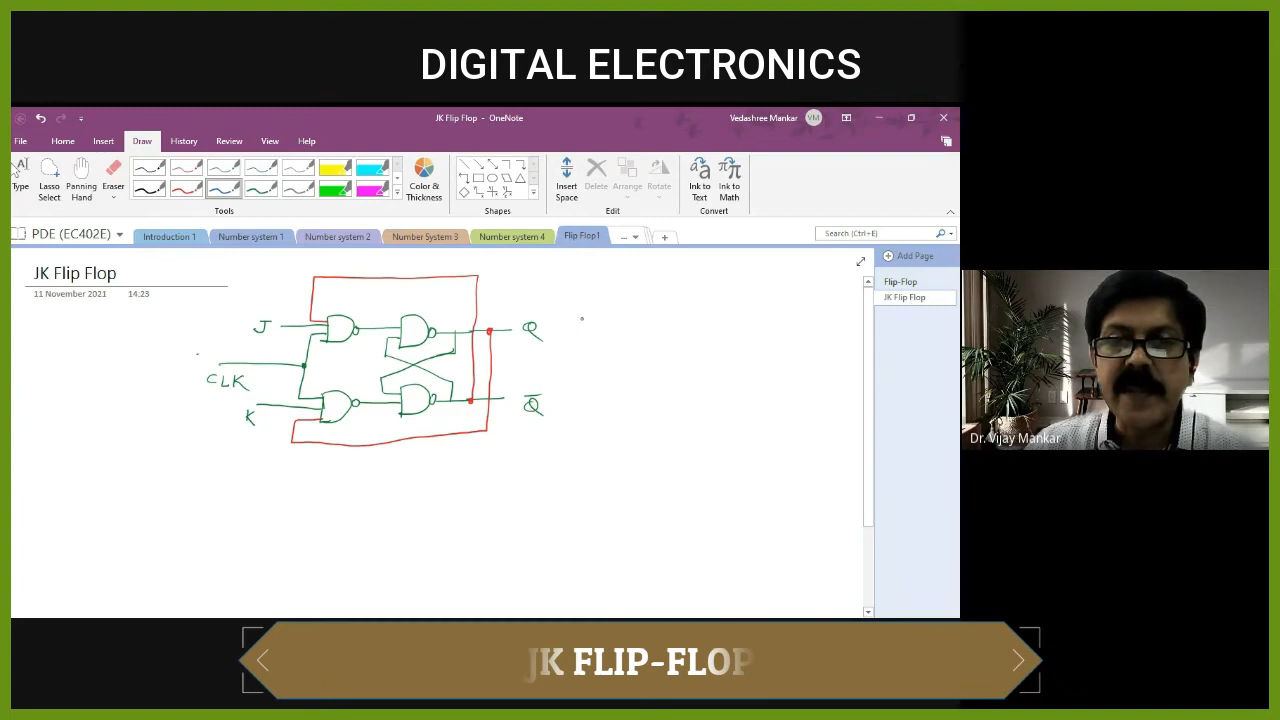 DIGITAL ELECTRONICS
JK Flip Flop - OneNote
Vedashree Mankar
VM
File Home Insert Draw History Review View Help
Type
Lasso Select
Panning Hand
Eraser
Color & Thickness
Insert Space
Delete
Arrange
Rotate
Ink to Text
Ink to Math
Tools
Shapes
Edit
Convert
PDE (EC402E)
Introduction 1
Number system 1
Number system 2
Number System 3
Number system 4
Flip Flop1
...
Search (Ctrl+E)
Add Page
JK Flip Flop
11 November 2021 14:23
Flip-Flop
JK Flip Flop
J
Q
CLK
K
Q̅
Dr. Vijay Mankar
JK FLIP-FLOP